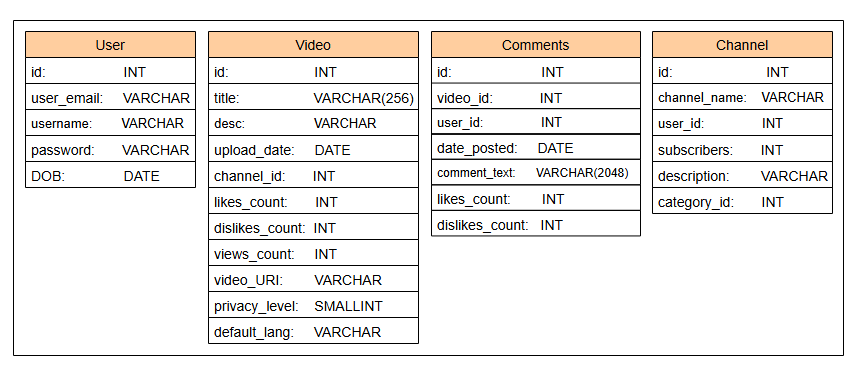 User
id: INT
user_email: VARCHAR
username: VARCHAR
password: VARCHAR
DOB: DATE
Video
id: INT
title: VARCHAR(256)
desc: VARCHAR
upload_date: DATE
channel_id: INT
likes_count: INT
dislikes_count: INT
views_count: INT
video_URI: VARCHAR
privacy_level: SMALLINT
default_lang: VARCHAR
Comments
id: INT
video_id: INT
user_id: INT
date_posted: DATE
comment_text: VARCHAR(2048)
likes_count: INT
dislikes_count: INT
Channel
id: INT
channel_name: VARCHAR
user_id: INT
subscribers: INT
description: VARCHAR
category_id: INT